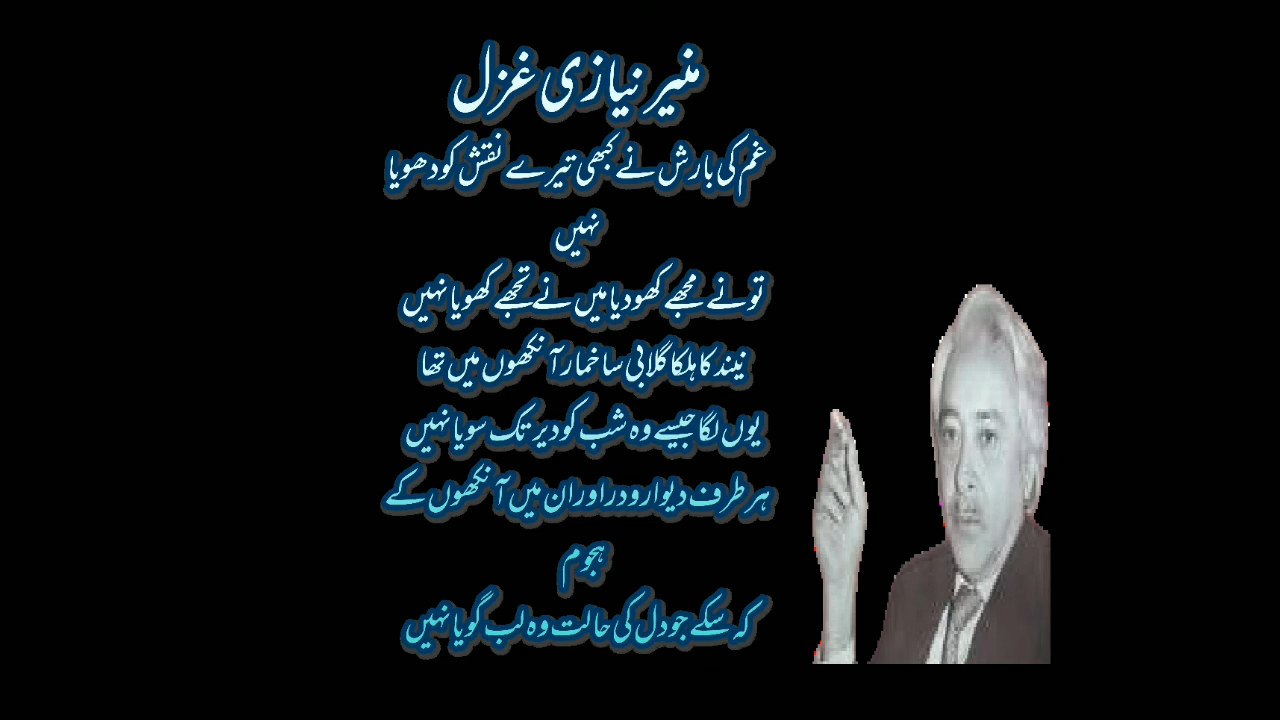 منیر نیازی غزل
غم کی بارش نے کبھی تیرے نقش کو دھویا
نہیں
تو نے مجھے کھو دیا میں نے تجھے کھویا نہیں
نیند کا ہلکا گلابی سا خمار آنکھوں میں تھا
یوں لگا جیسے وہ شب کو دیر تک سویا نہیں
ہر طرف دیوار و در اور ان میں آنکھوں کے
ہجوم
کہ سکے جو دل کی حالت وہ لب گویا نہیں